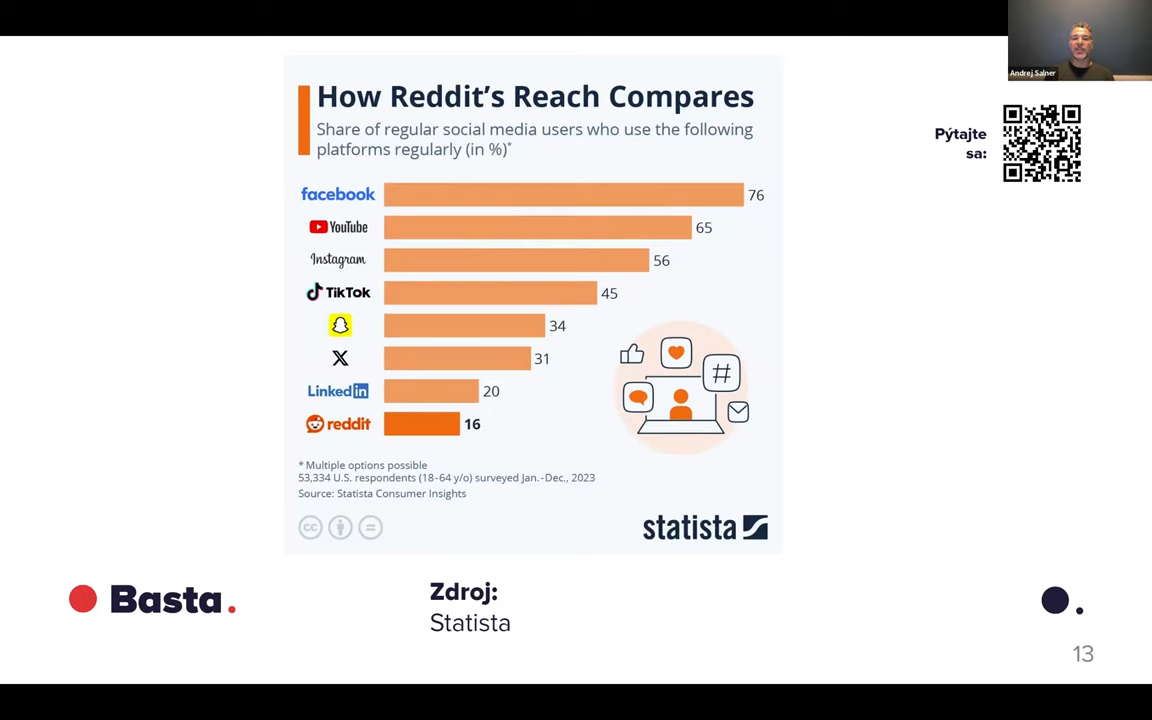 Andrej Salner
Pýtajte
sa:
How Reddit's Reach Compares
Share of regular social media users who use the following
platforms regularly (in %)*
facebook 76
YouTube 65
Instagram 56
TikTok 45
34
X 31
Linkedin 20
reddit 16
#
* Multiple options possible
53,334 U.S. respondents (18-64 y/o) surveyed Jan.-Dec., 2023
Source: Statista Consumer Insights
cc
statista
Basta.
Zdroj:
Statista
13